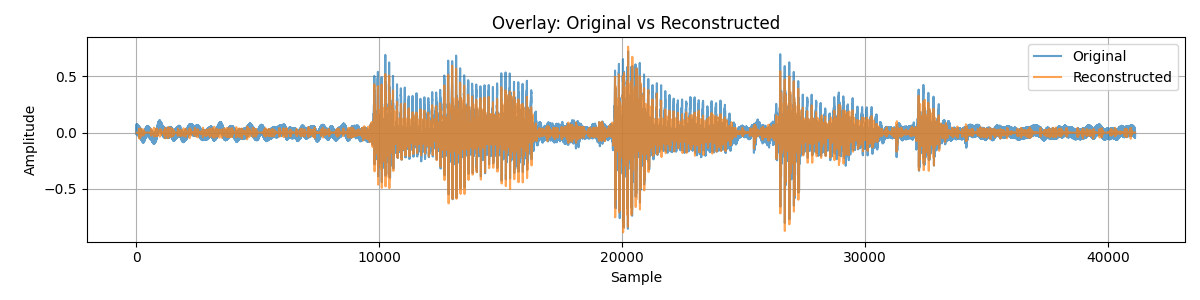 Overlay: Original vs Reconstructed
Original
Reconstructed
Amplitude
0.5
0.0
−0.5
0
10000
20000
30000
40000
Sample